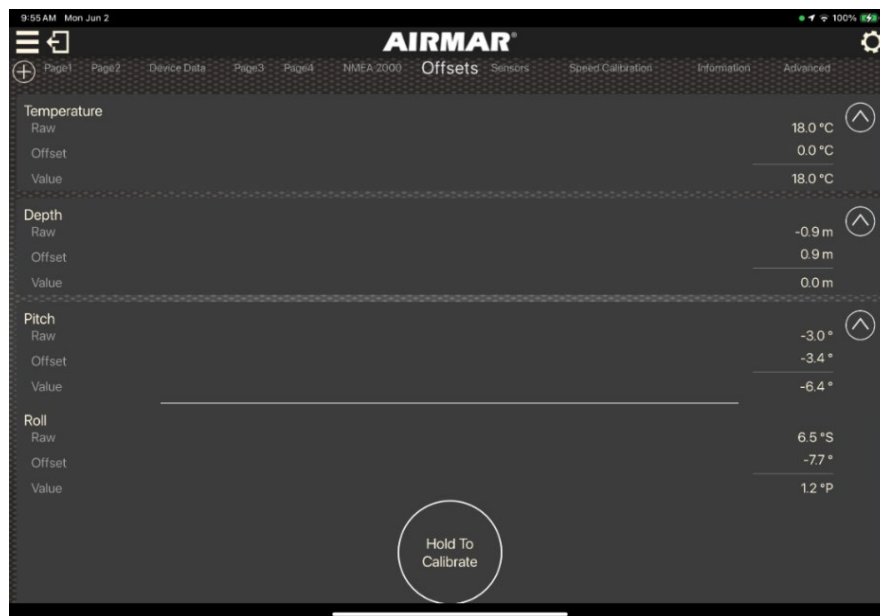 9:55 AM Mon Jun 2 100%
AIRMAR®
Page1 Page2 Device Data Page3 Page4 NMEA 2000 Offsets Sensors Speed Calibration Information Advanced
Temperature
Raw 18.0 °C
Offset 0.0 °C
Value 18.0 °C
Depth
Raw -0.9 m
Offset 0.9 m
Value 0.0 m
Pitch
Raw -3.0 °
Offset -3.4 °
Value -6.4 °
Roll
Raw 6.5 °S
Offset -7.7 °
Value 1.2 °P
Hold To
Calibrate